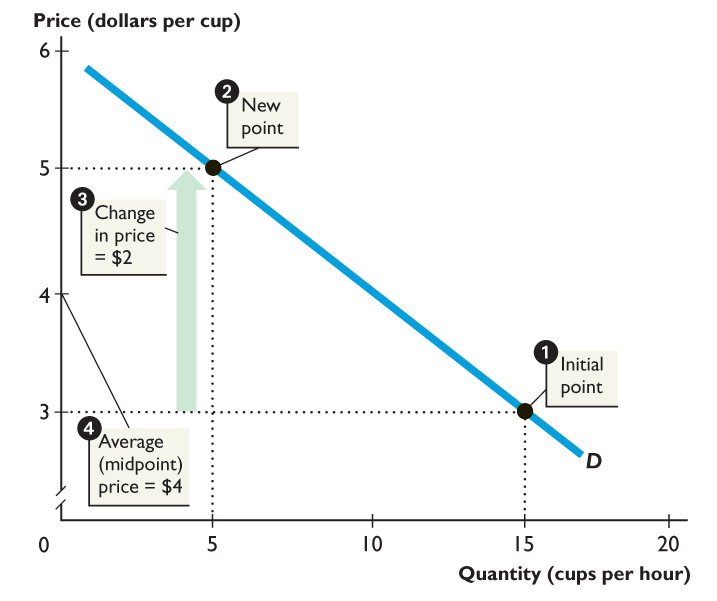 Price (dollars per cup)
6
2
New
point
5
3
Change
in price
= $2
4
1
Initial
point
3
4
Average
(midpoint)
price = $4
D
0
5
10
15
20
Quantity (cups per hour)